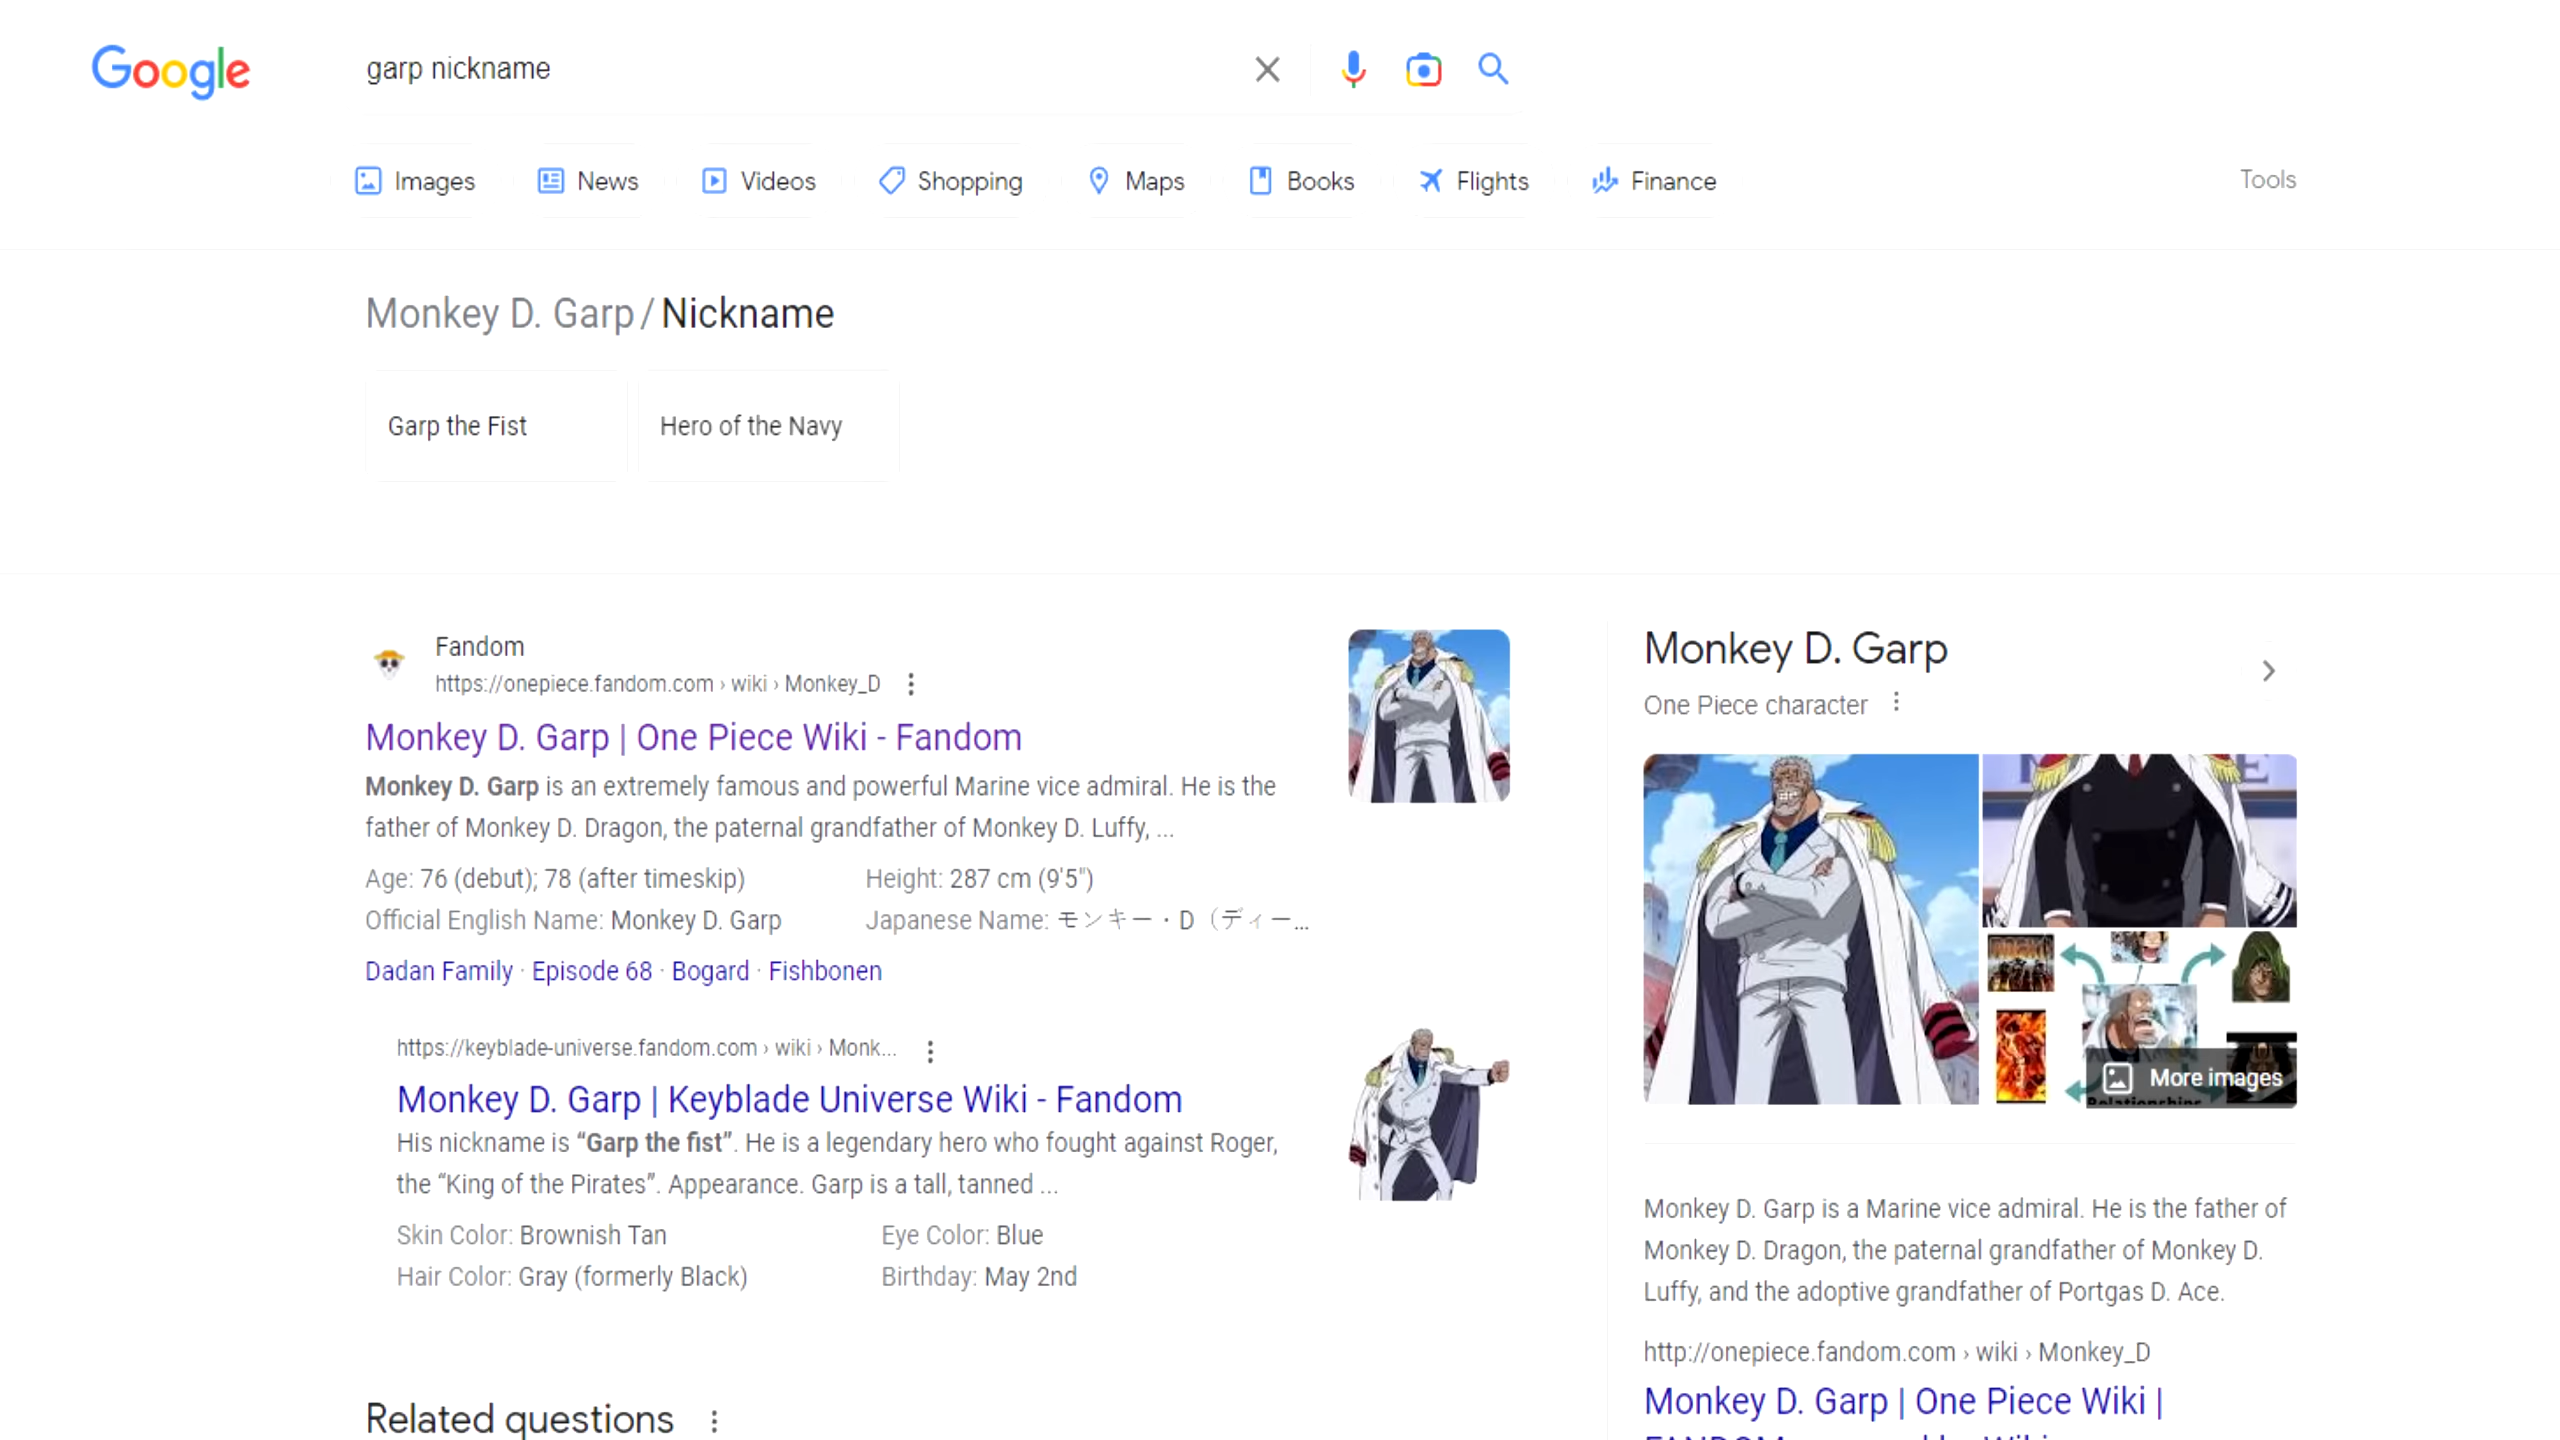 Google
garp nickname
Images
News
Videos
Shopping
Maps
Books
Flights
Finance
Tools
Monkey D. Garp / Nickname
Garp the Fist
Hero of the Navy
Fandom
https://onepiece.fandom.com › wiki › Monkey_D
Monkey D. Garp | One Piece Wiki - Fandom
Monkey D. Garp is an extremely famous and powerful Marine vice admiral. He is the
father of Monkey D. Dragon, the paternal grandfather of Monkey D. Luffy, ...
Age: 76 (debut); 78 (after timeskip)
Height: 287 cm (9'5")
Official English Name: Monkey D. Garp
Japanese Name: モンキー・D（ディー...
Dadan Family · Episode 68 · Bogard · Fishbonen
https://keyblade-universe.fandom.com › wiki › Monk...
Monkey D. Garp | Keyblade Universe Wiki - Fandom
His nickname is “Garp the fist”. He is a legendary hero who fought against Roger,
the “King of the Pirates”. Appearance. Garp is a tall, tanned ...
Skin Color: Brownish Tan
Eye Color: Blue
Hair Color: Gray (formerly Black)
Birthday: May 2nd
Related questions
Monkey D. Garp
One Piece character
More images
Relationships
Monkey D. Garp is a Marine vice admiral. He is the father of
Monkey D. Dragon, the paternal grandfather of Monkey D.
Luffy, and the adoptive grandfather of Portgas D. Ace.
http://onepiece.fandom.com › wiki › Monkey_D
Monkey D. Garp | One Piece Wiki |